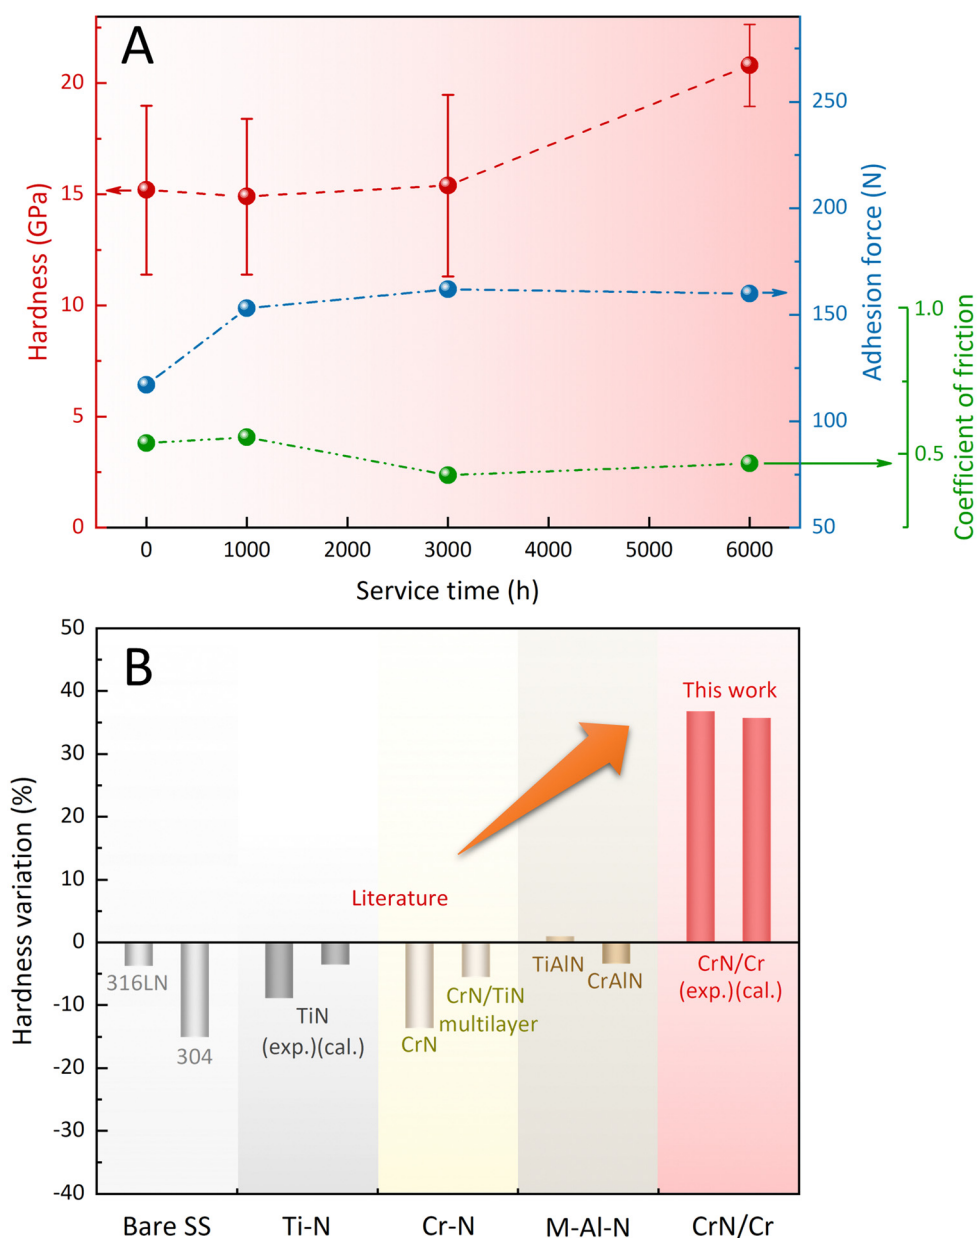 A
Hardness (GPa)
20
15
10
5
0
250
200
150
100
50
Adhesion force (N)
1.0
0.5
Coefficient of friction
0 1000 2000 3000 4000 5000 6000
Service time (h)
B
Hardness variation (%)
50
40
30
20
10
0
-10
-20
-30
-40
This work
Literature
316LN
304
TiN
(exp.)(cal.)
CrN
CrN/TiN
multilayer
TiAlN
CrAlN
CrN/Cr
(exp.)(cal.)
Bare SS Ti-N Cr-N M-Al-N CrN/Cr